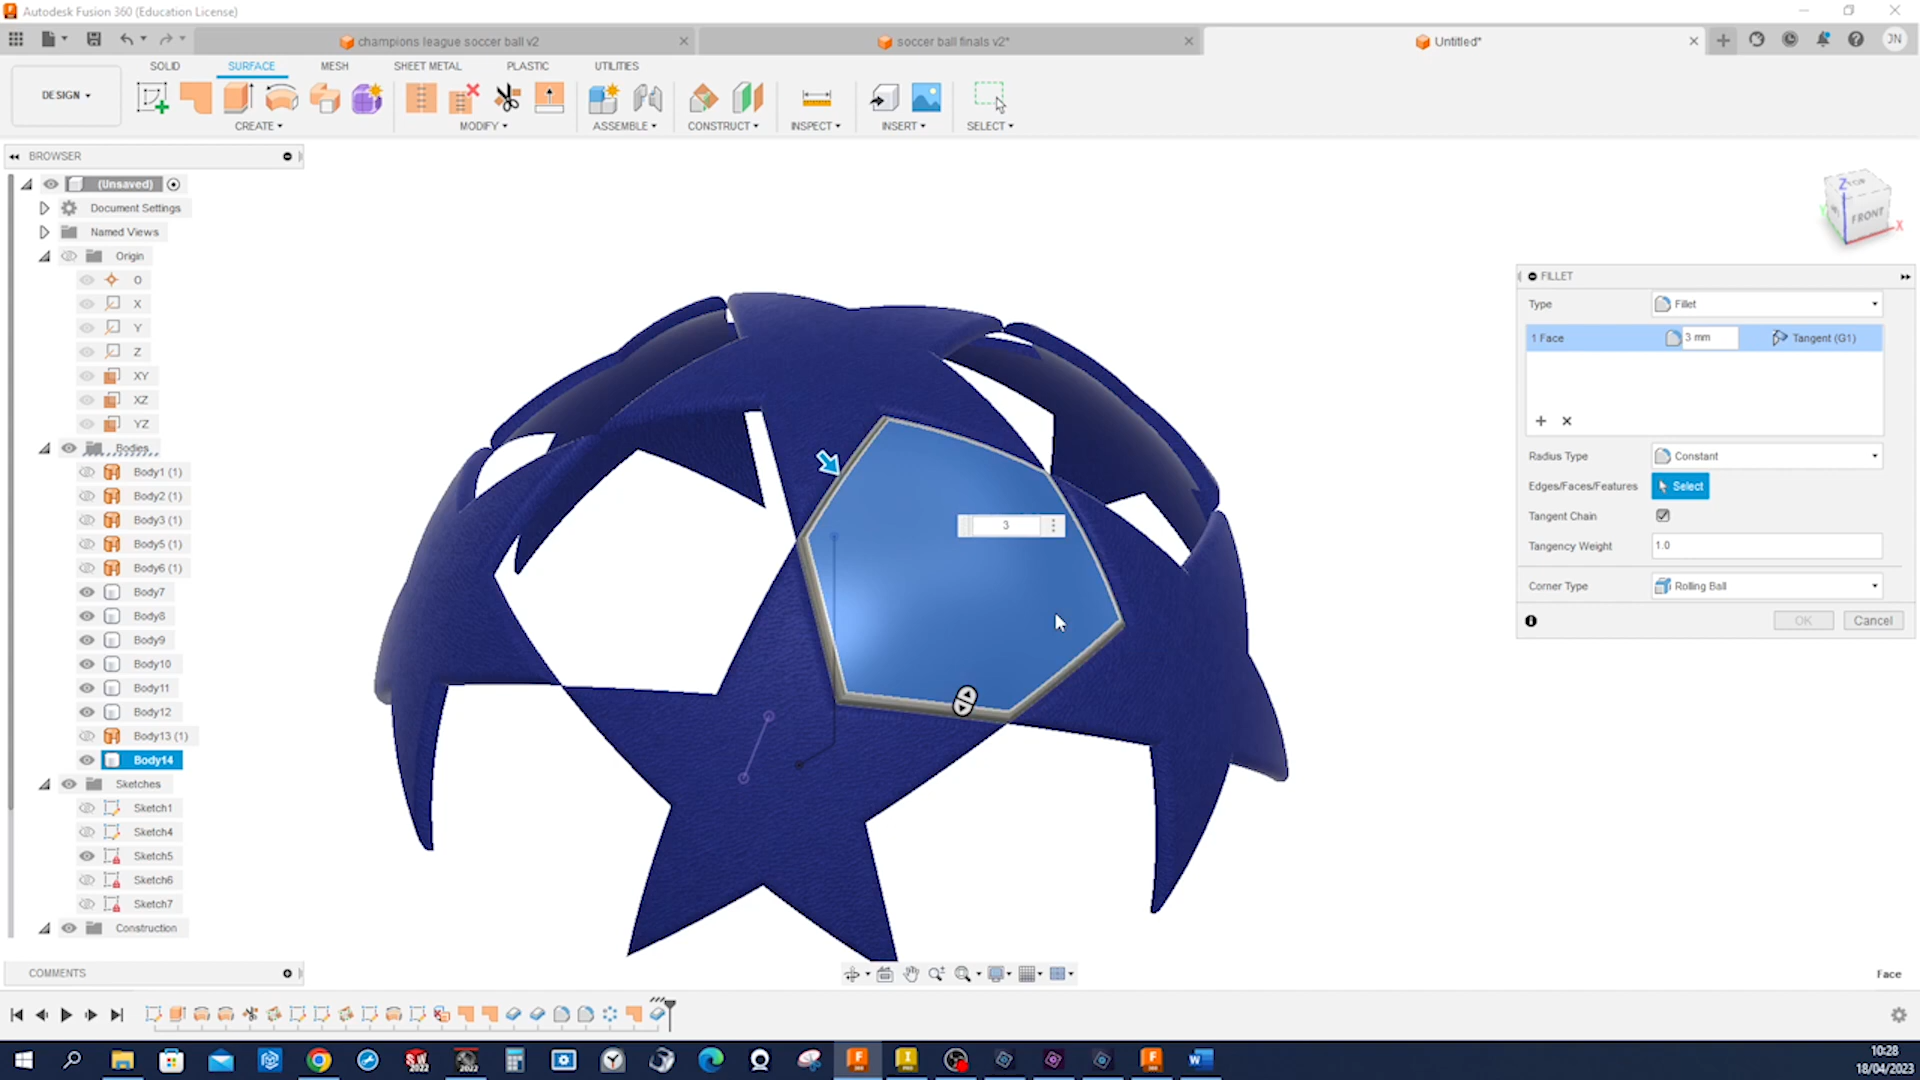 Autodesk Fusion 360 (Education License)
champions league soccer ball v2
soccer ball finals v2*
Untitled*
JN
DESIGN
SOLID
SURFACE
MESH
SHEET METAL
PLASTIC
UTILITIES
CREATE
MODIFY
ASSEMBLE
CONSTRUCT
INSPECT
INSERT
SELECT
BROWSER
(Unsaved)
Document Settings
Named Views
Origin
O
X
Y
Z
XY
XZ
YZ
Bodies
Body1 (1)
Body2 (1)
Body3 (1)
Body5 (1)
Body6 (1)
Body7
Body8
Body9
Body10
Body11
Body12
Body13 (1)
Body14
Sketches
Sketch1
Sketch4
Sketch5
Sketch6
Sketch7
Construction
COMMENTS
3
Z
TOP
FRONT
X
FILLET
Type
Fillet
1 Face
3 mm
Tangent (G1)
Radius Type
Constant
Edges/Faces/Features
Select
Tangent Chain
Tangency Weight
1.0
Corner Type
Rolling Ball
OK
Cancel
Face
10:28
18/04/2023